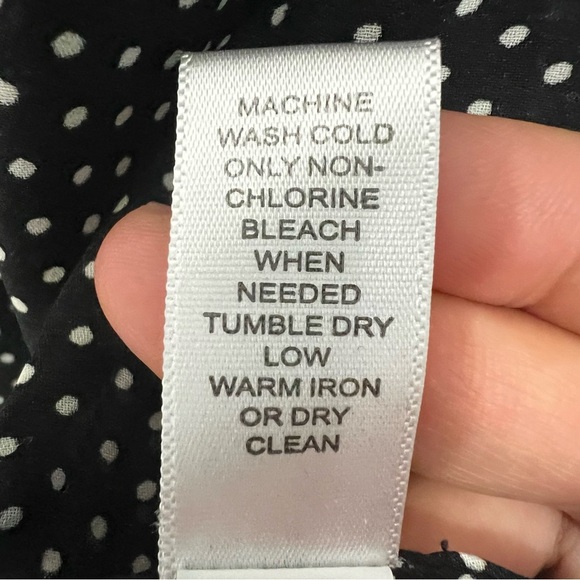 MACHINE
WASH COLD
ONLY NON-
CHLORINE
BLEACH
WHEN
NEEDED
TUMBLE DRY
LOW
WARM IRON
OR DRY
CLEAN